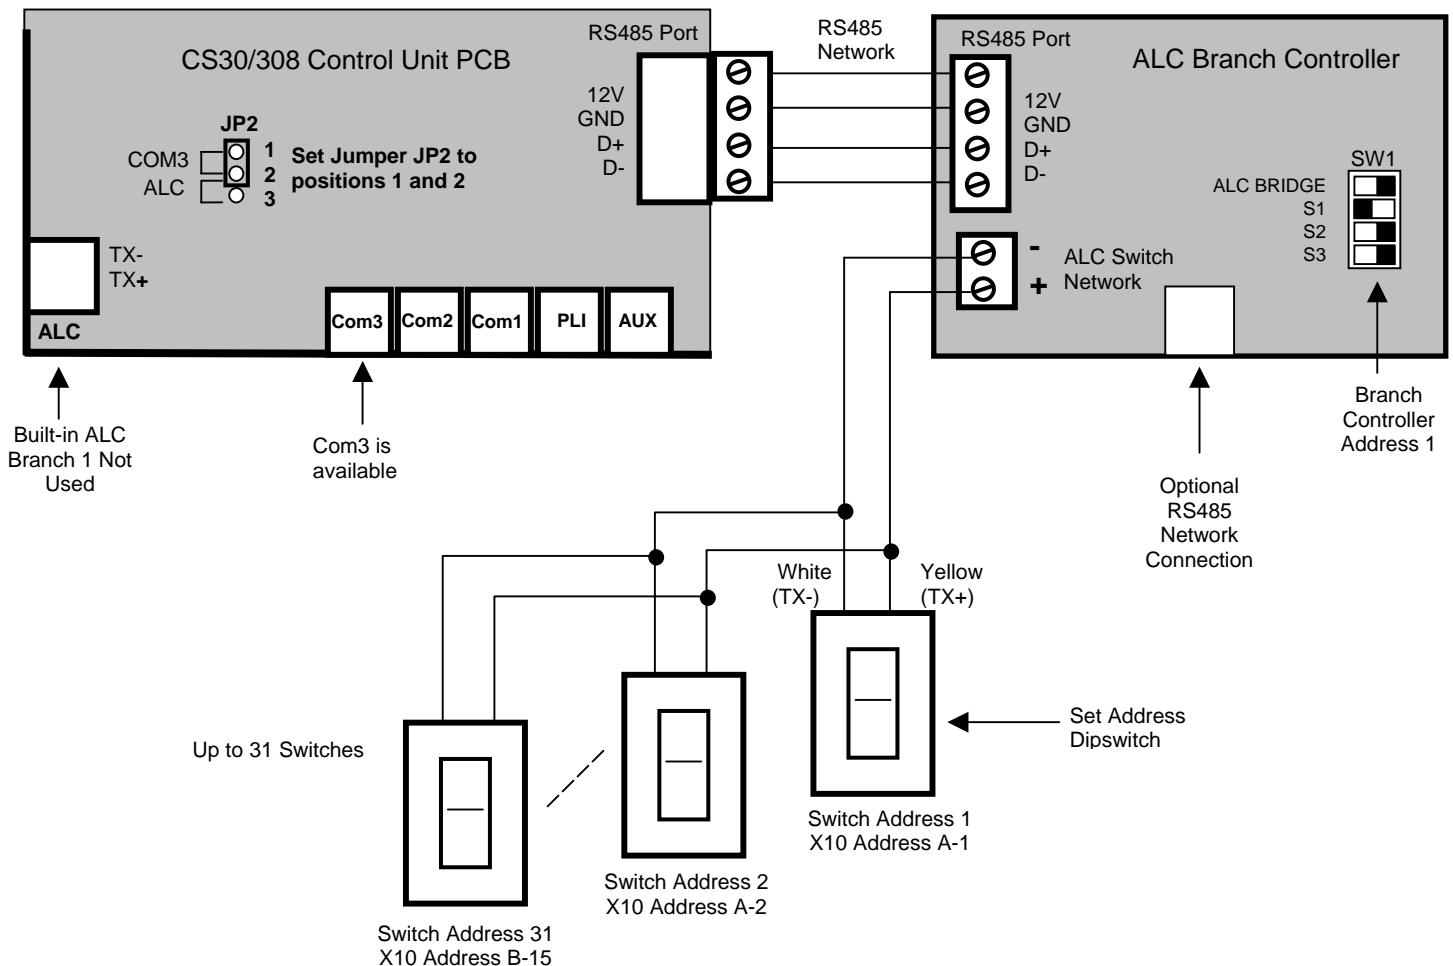 CS30/308 Control Unit PCB
RS485 Port
12V
GND
D+
D-
JP2
COM3
ALC
1
2
3
Set Jumper JP2 to
positions 1 and 2
TX-
TX+
ALC
Com3
Com2
Com1
PLI
AUX
Built-in ALC
Branch 1 Not
Used
Com3 is
available
RS485
Network
RS485 Port
ALC Branch Controller
12V
GND
D+
D-
SW1
ALC BRIDGE
S1
S2
S3
-
+
ALC Switch
Network
Branch
Controller
Address 1
Optional
RS485
Network
Connection
White
(TX-)
Yellow
(TX+)
Set Address
Dipswitch
Up to 31 Switches
Switch Address 1
X10 Address A-1
Switch Address 2
X10 Address A-2
Switch Address 31
X10 Address B-15